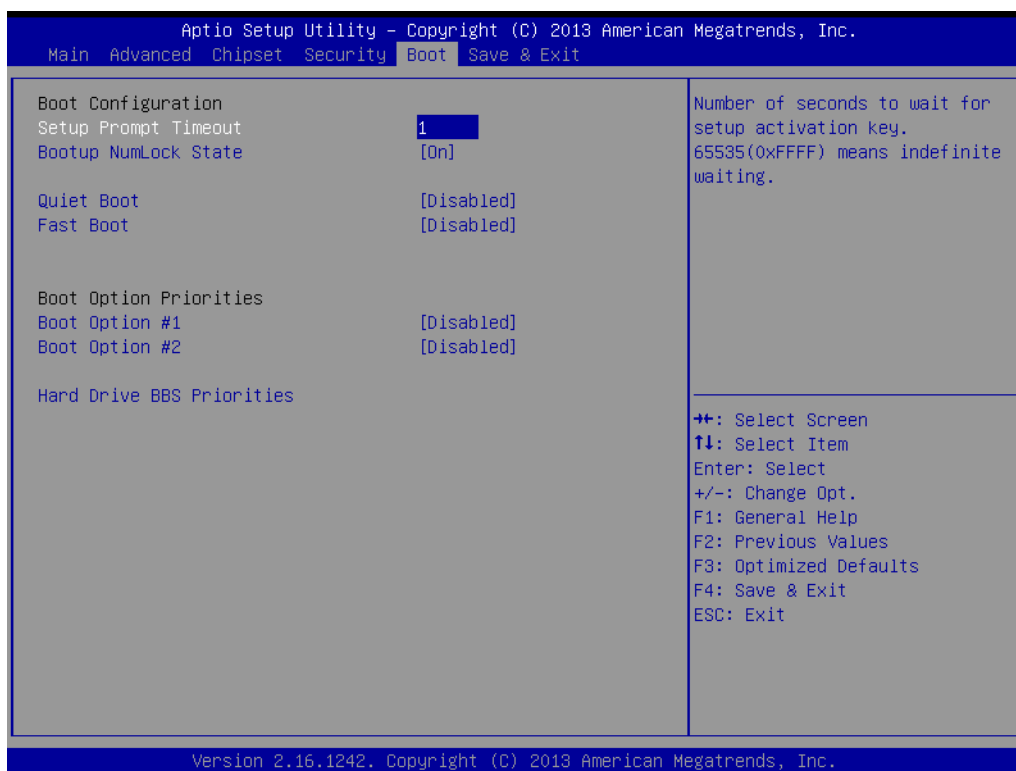 Aptio Setup Utility – Copyright (C) 2013 American Megatrends, Inc.
Main Advanced Chipset Security Boot Save & Exit
Boot Configuration
Setup Prompt Timeout 1
Bootup NumLock State [On]
Quiet Boot [Disabled]
Fast Boot [Disabled]
Boot Option Priorities
Boot Option #1 [Disabled]
Boot Option #2 [Disabled]
Hard Drive BBS Priorities
Number of seconds to wait for
setup activation key.
65535(0xFFFF) means indefinite
waiting.
→←: Select Screen
↑↓: Select Item
Enter: Select
+/-: Change Opt.
F1: General Help
F2: Previous Values
F3: Optimized Defaults
F4: Save & Exit
ESC: Exit
Version 2.16.1242. Copyright (C) 2013 American Megatrends, Inc.